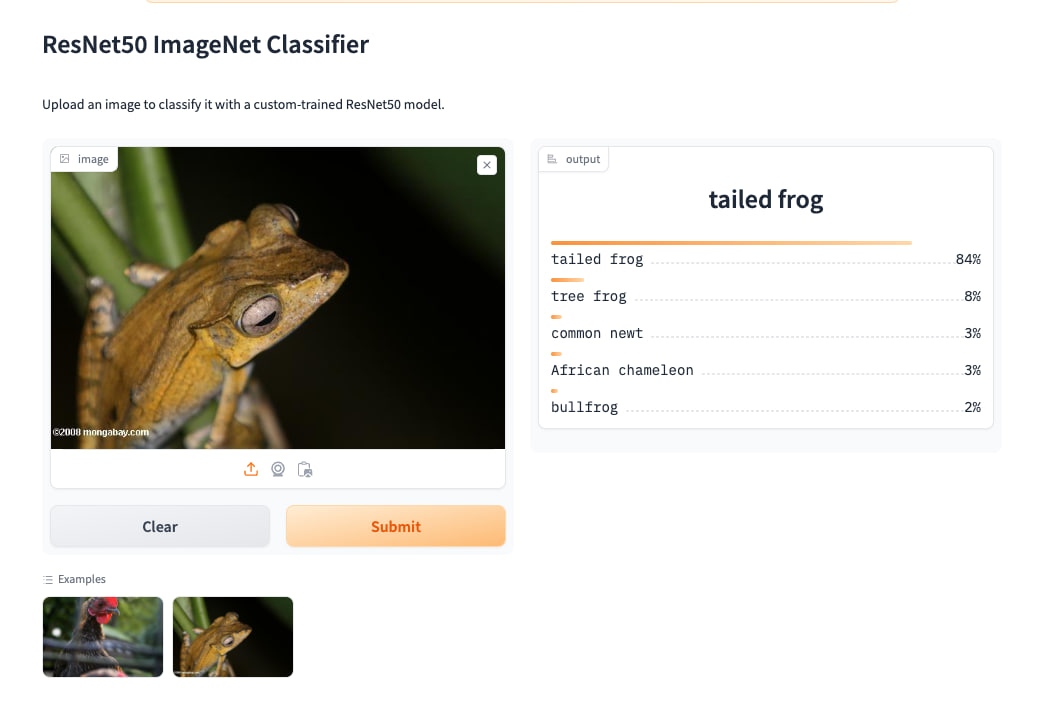 ResNet50 ImageNet Classifier
Upload an image to classify it with a custom-trained ResNet50 model.
image
©2008 mongabay.com
Clear
Submit
output
tailed frog
tailed frog 84%
tree frog 8%
common newt 3%
African chameleon 3%
bullfrog 2%
Examples